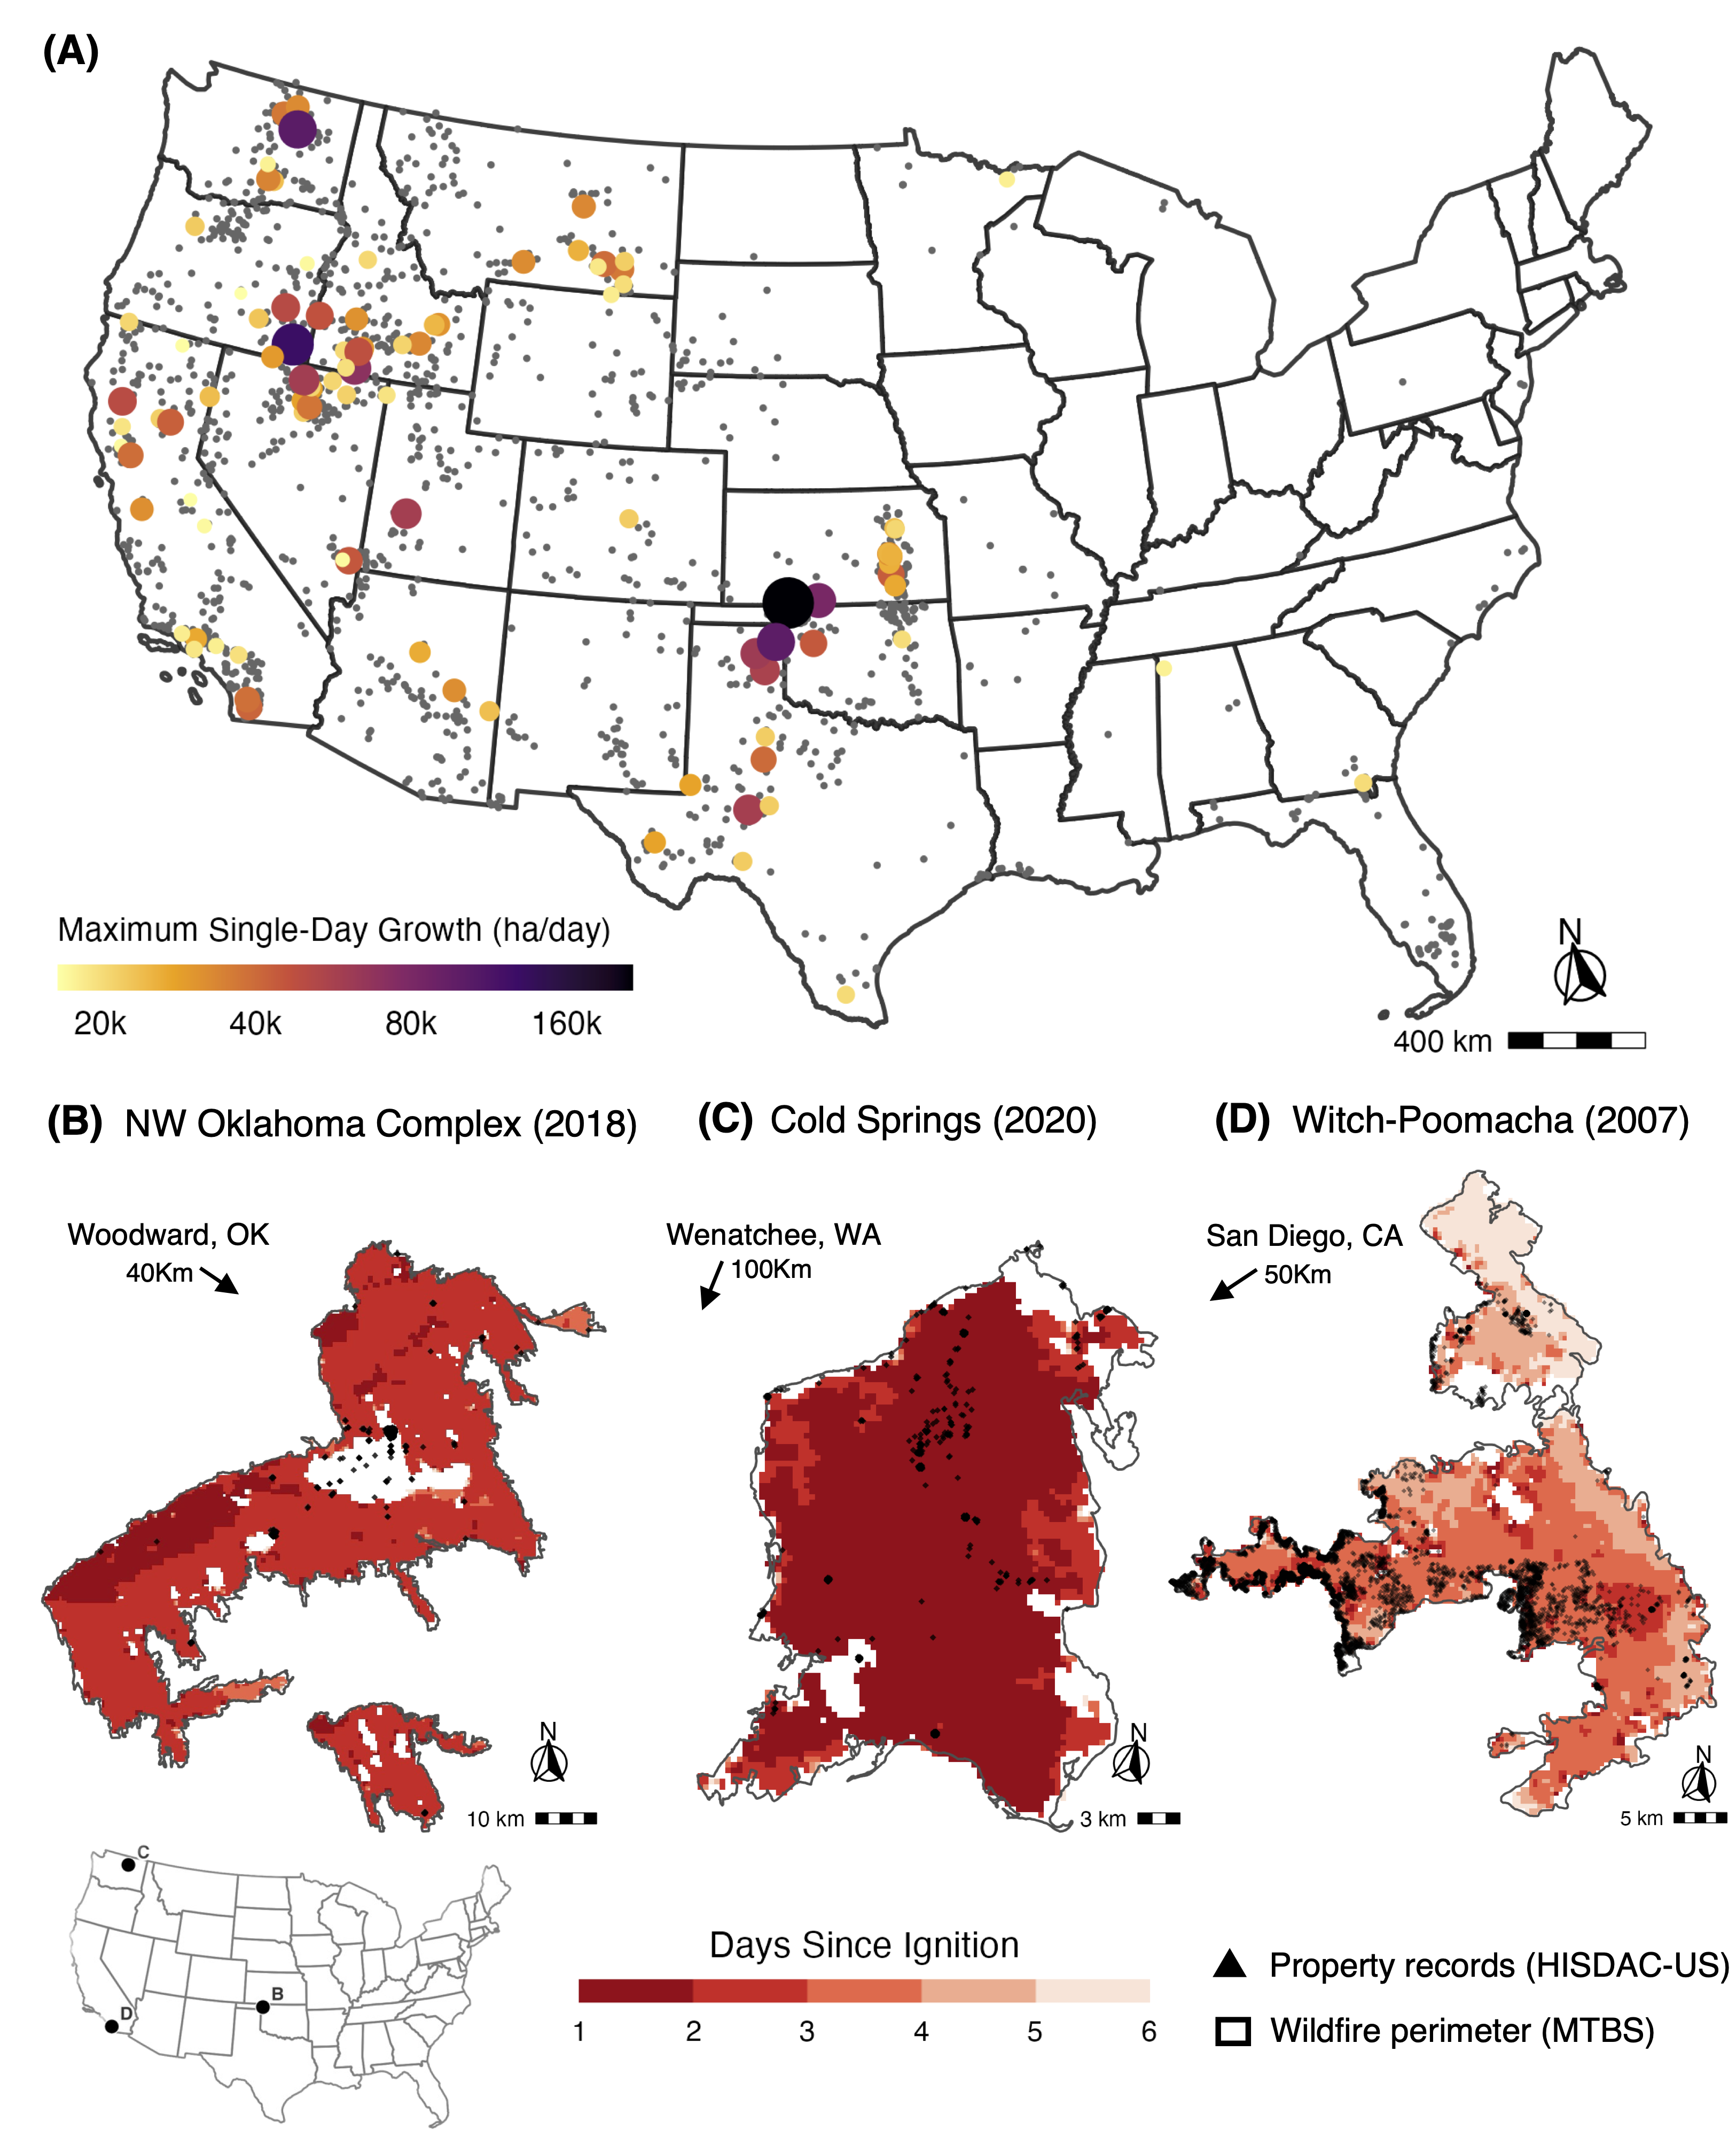 (A)
Maximum Single-Day Growth (ha/day)
20k 40k 80k 160k
N
400 km
(B) NW Oklahoma Complex (2018)
(C) Cold Springs (2020)
(D) Witch-Poomacha (2007)
Woodward, OK
40Km
Wenatchee, WA
100Km
San Diego, CA
50Km
N
10 km
N
3 km
N
5 km
C
B
D
Days Since Ignition
1 2 3 4 5 6
Property records (HISDAC-US)
Wildfire perimeter (MTBS)